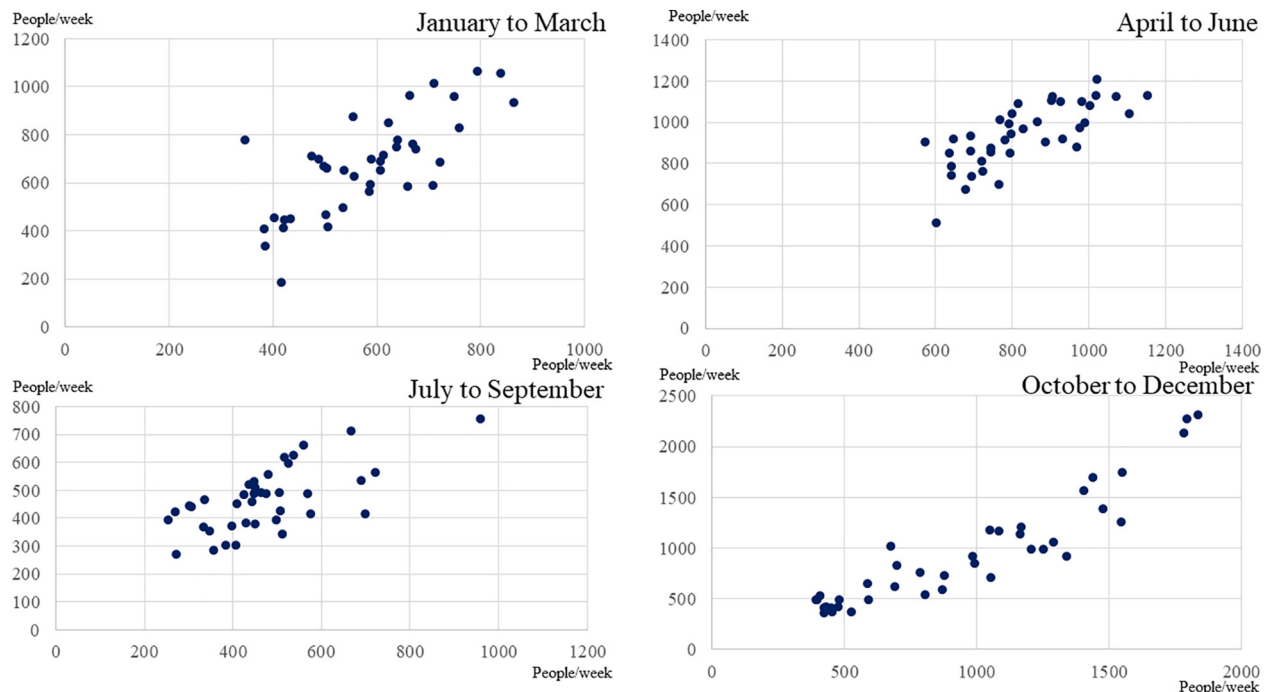 People/week
January to March
1200
1000
800
600
400
200
0
0 200 400 600 800 1000
People/week
People/week
April to June
1400
1200
1000
800
600
400
200
0
0 200 400 600 800 1000 1200 1400
People/week
People/week
July to September
800
700
600
500
400
300
200
100
0
0 200 400 600 800 1000 1200
People/week
People/week
October to December
2500
2000
1500
1000
500
0
0 500 1000 1500 2000
People/week